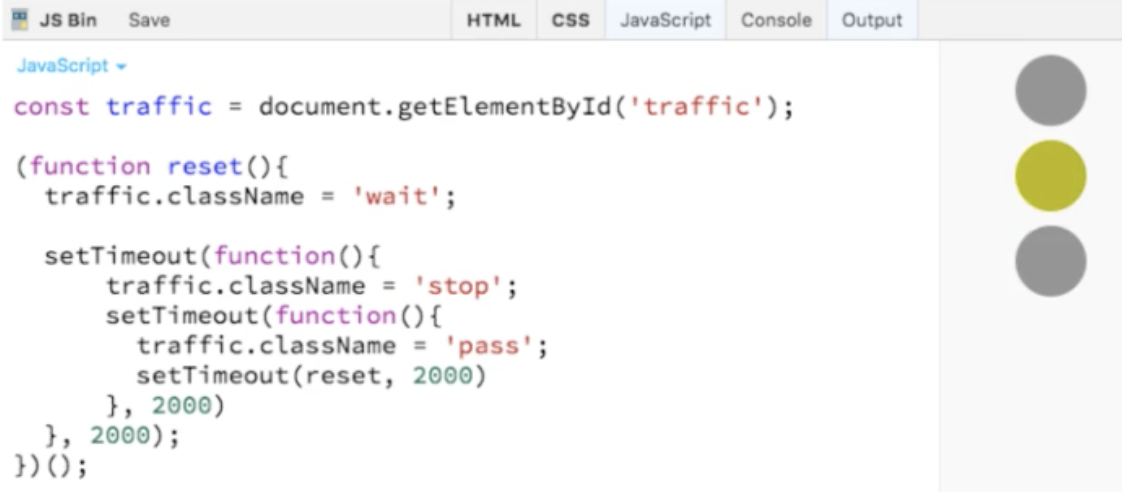 JS Bin Save HTML CSS JavaScript Console Output
JavaScript
const traffic = document.getElementById('traffic');
(function reset(){
  traffic.className = 'wait';
  setTimeout(function(){
      traffic.className = 'stop';
      setTimeout(function(){
        traffic.className = 'pass';
        setTimeout(reset, 2000)
      }, 2000)
  }, 2000);
})();